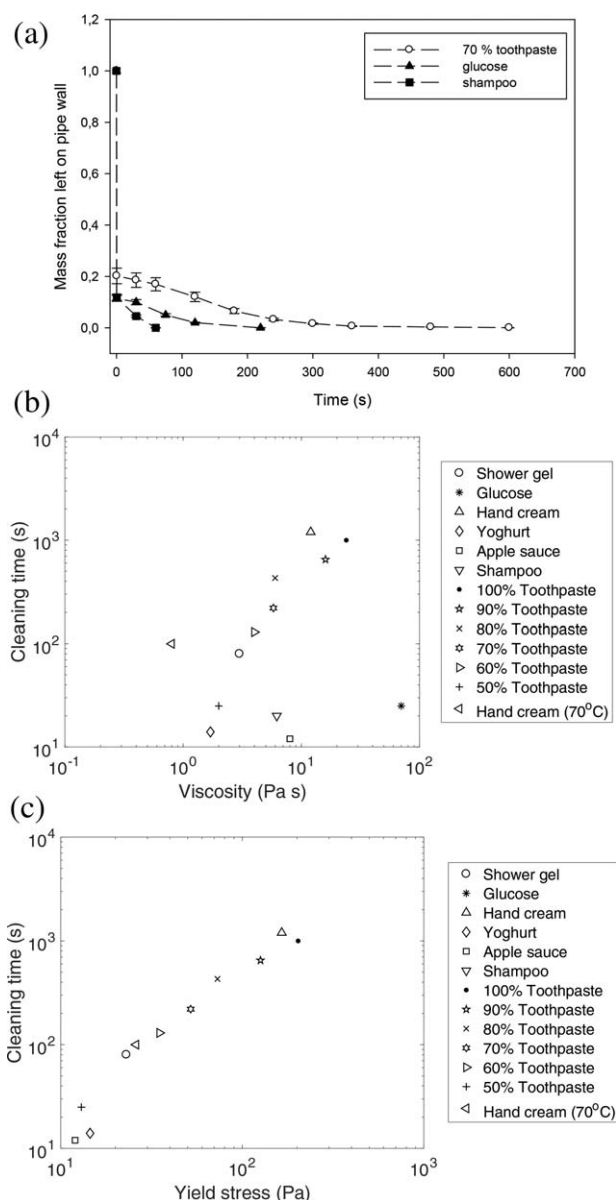 (a)
1,2
1,0
0,8
0,6
0,4
0,2
0,0
Mass fraction left on pipe wall
70 % toothpaste
glucose
shampoo
0 100 200 300 400 500 600 700
Time (s)
(b)
10^4
10^3
10^2
10^1
Cleaning time (s)
10^-1 10^0 10^1 10^2
Viscosity (Pa s)
Shower gel
Glucose
Hand cream
Yoghurt
Apple sauce
Shampoo
100% Toothpaste
90% Toothpaste
80% Toothpaste
70% Toothpaste
60% Toothpaste
50% Toothpaste
Hand cream (70°C)
(c)
10^4
10^3
10^2
10^1
Cleaning time (s)
10^1 10^2 10^3
Yield stress (Pa)
Shower gel
Glucose
Hand cream
Yoghurt
Apple sauce
Shampoo
100% Toothpaste
90% Toothpaste
80% Toothpaste
70% Toothpaste
60% Toothpaste
50% Toothpaste
Hand cream (70°C)